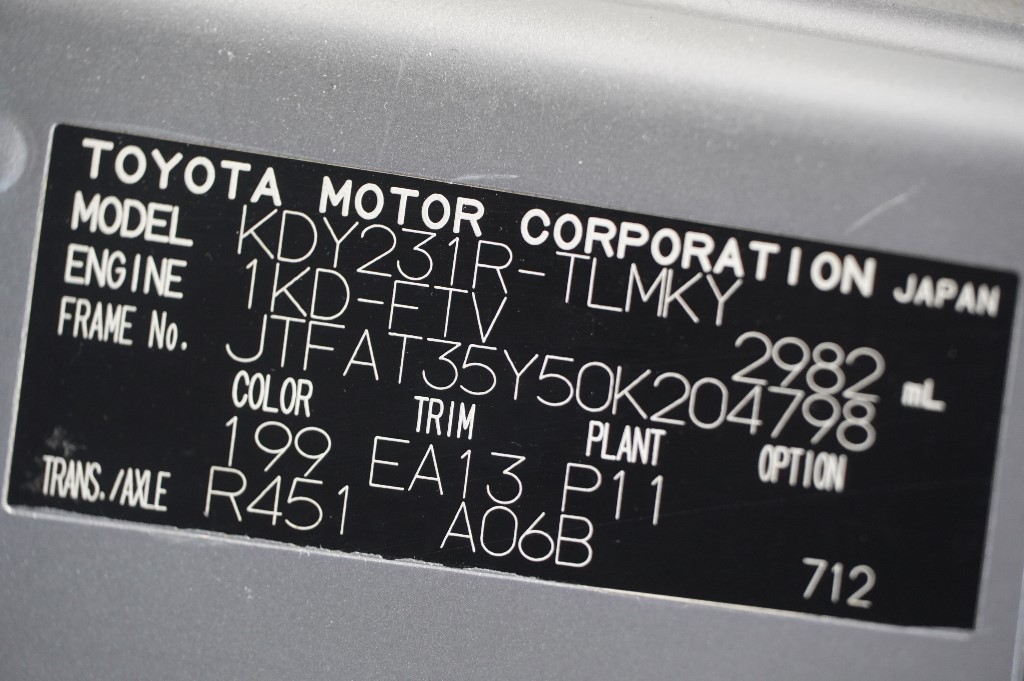 TOYOTA MOTOR CORPORATION JAPAN
MODEL KDY231R-TLMKY
ENGINE 1KD-FTV 2982 mL
FRAME No. JTFAT35Y50K204798
COLOR TRIM PLANT OPTION
199 EA13 P11
TRANS./AXLE R451 A06B
712